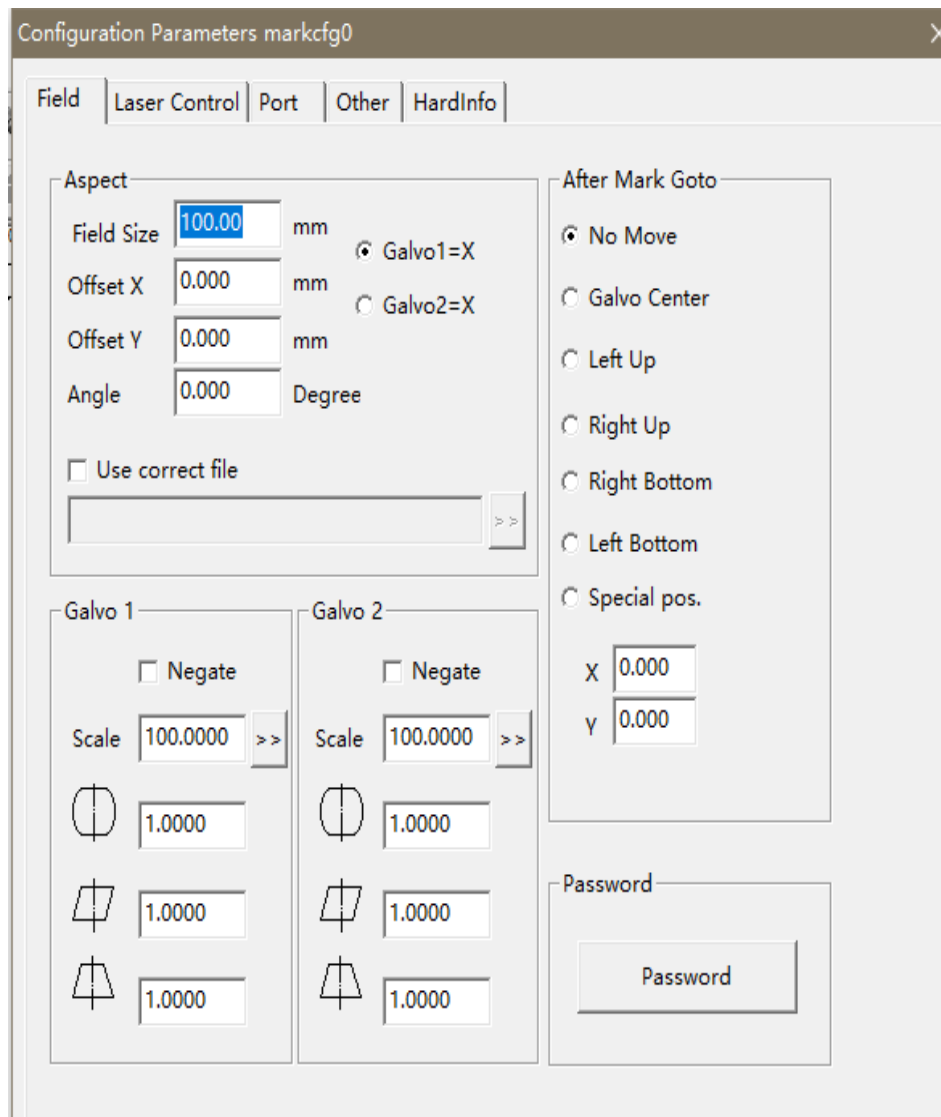 Configuration Parameters markcfg0
Field Laser Control Port Other HardInfo
Aspect
Field Size 100.00 mm
Galvo1=X
Offset X 0.000 mm
Galvo2=X
Offset Y 0.000 mm
Angle 0.000 Degree
Use correct file
>>
After Mark Goto
No Move
Galvo Center
Left Up
Right Up
Right Bottom
Left Bottom
Special pos.
X 0.000
Y 0.000
Galvo 1
Negate
Scale 100.0000 >>
1.0000
1.0000
1.0000
Galvo 2
Negate
Scale 100.0000 >>
1.0000
1.0000
1.0000
Password
Password